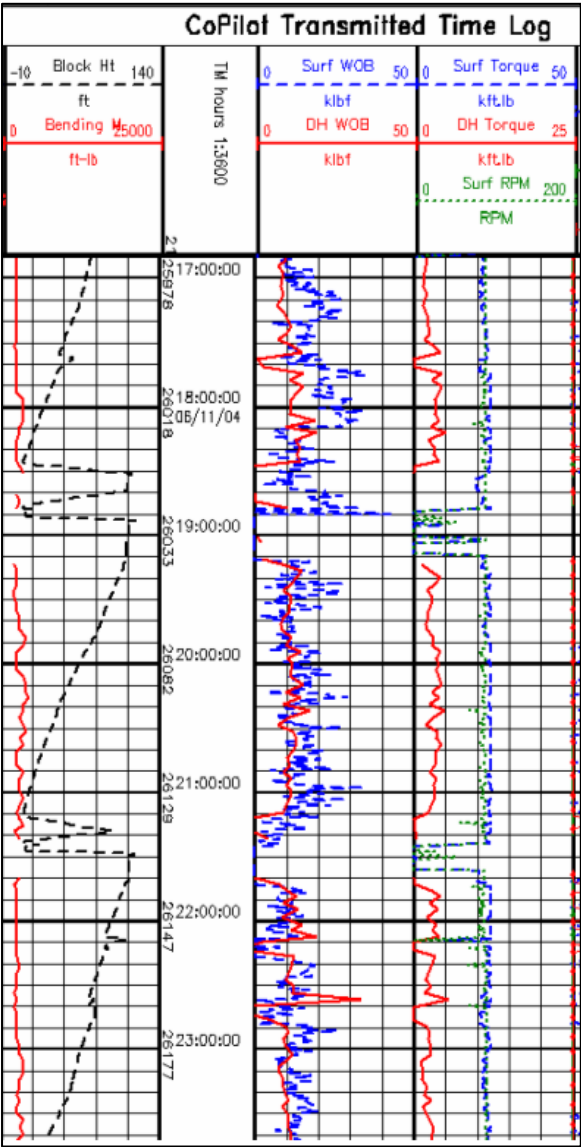 CoPilot Transmitted Time Log
-10 Block Ht 140
ft
0 Bending M 25000
ft-lb
TM hours 1:3600
0 Surf WOB 50
klbf
0 DH WOB 50
klbf
0 Surf Torque 50
kft.lb
0 DH Torque 25
kft.lb
0 Surf RPM 200
RPM
17:00:00
25978
18:00:00
26018
06/11/04
19:00:00
26033
20:00:00
26082
21:00:00
26129
22:00:00
26147
23:00:00
26177